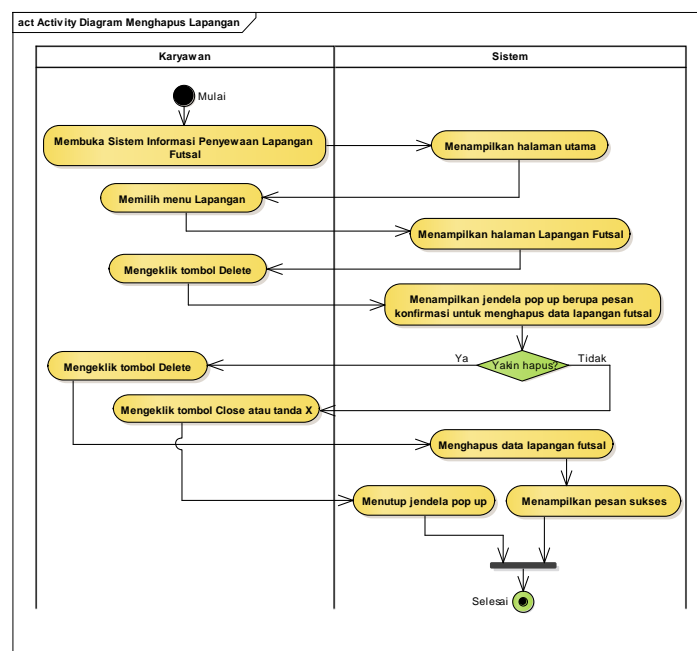 act Activity Diagram Menghapus Lapangan
Karyawan
Sistem
Mulai
Membuka Sistem Informasi Penyewaan Lapangan
Futsal
Menampilkan halaman utama
Memilih menu Lapangan
Menampilkan halaman Lapangan Futsal
Mengeklik tombol Delete
Menampilkan jendela pop up berupa pesan
konfirmasi untuk menghapus data lapangan futsal
Ya
Yakin hapus?
Tidak
Mengeklik tombol Delete
Mengeklik tombol Close atau tanda X
Menghapus data lapangan futsal
Menutup jendela pop up
Menampilkan pesan sukses
Selesai